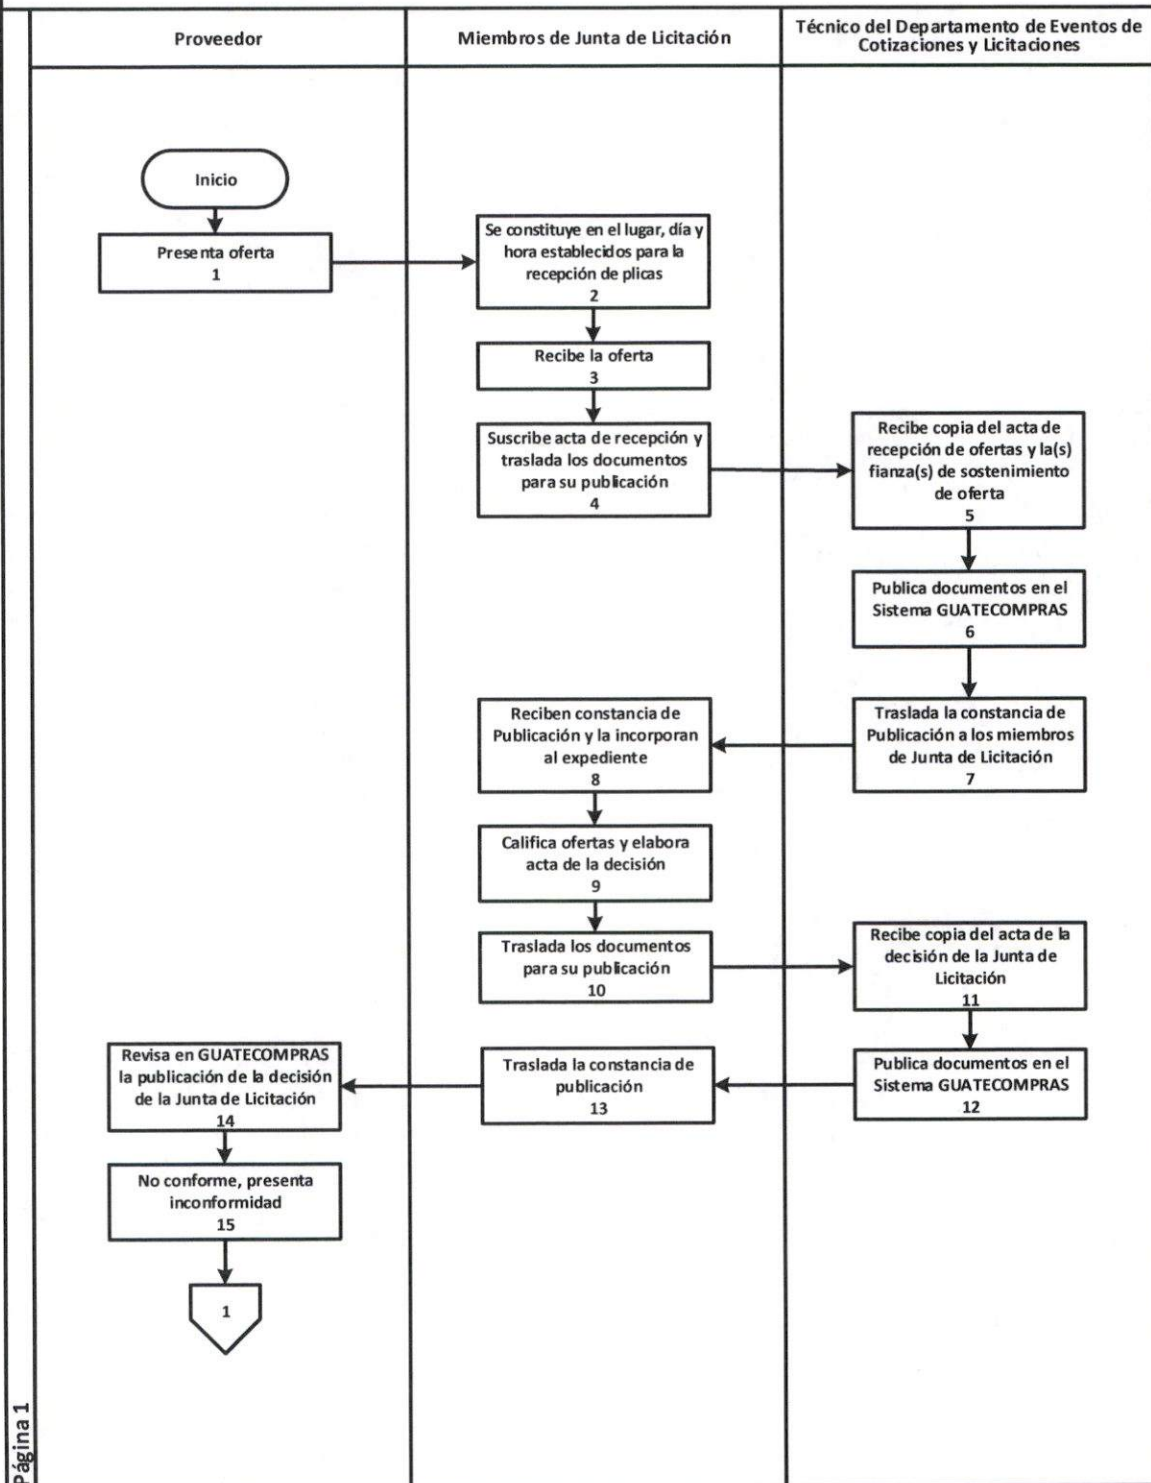 Proveedor
Miembros de Junta de Licitación
Técnico del Departamento de Eventos de
Cotizaciones y Licitaciones
Inicio
Presenta oferta
1
Se constituye en el lugar, día y
hora establecidos para la
recepción de plicas
2
Recibe la oferta
3
Suscribe acta de recepción y
traslada los documentos
para su publicación
4
Recibe copia del acta de
recepción de ofertas y la(s)
fianza(s) de sostenimiento
de oferta
5
Publica documentos en el
Sistema GUATECOMPRAS
6
Traslada la constancia de
Publicación a los miembros
de Junta de Licitación
7
Reciben constancia de
Publicación y la incorporan
al expediente
8
Califica ofertas y elabora
acta de la decisión
9
Traslada los documentos
para su publicación
10
Recibe copia del acta de la
decisión de la Junta de
Licitación
11
Publica documentos en el
Sistema GUATECOMPRAS
12
Traslada la constancia de
publicación
13
Revisa en GUATECOMPRAS
la publicación de la decisión
de la Junta de Licitación
14
No conforme, presenta
inconformidad
15
1
Página 1